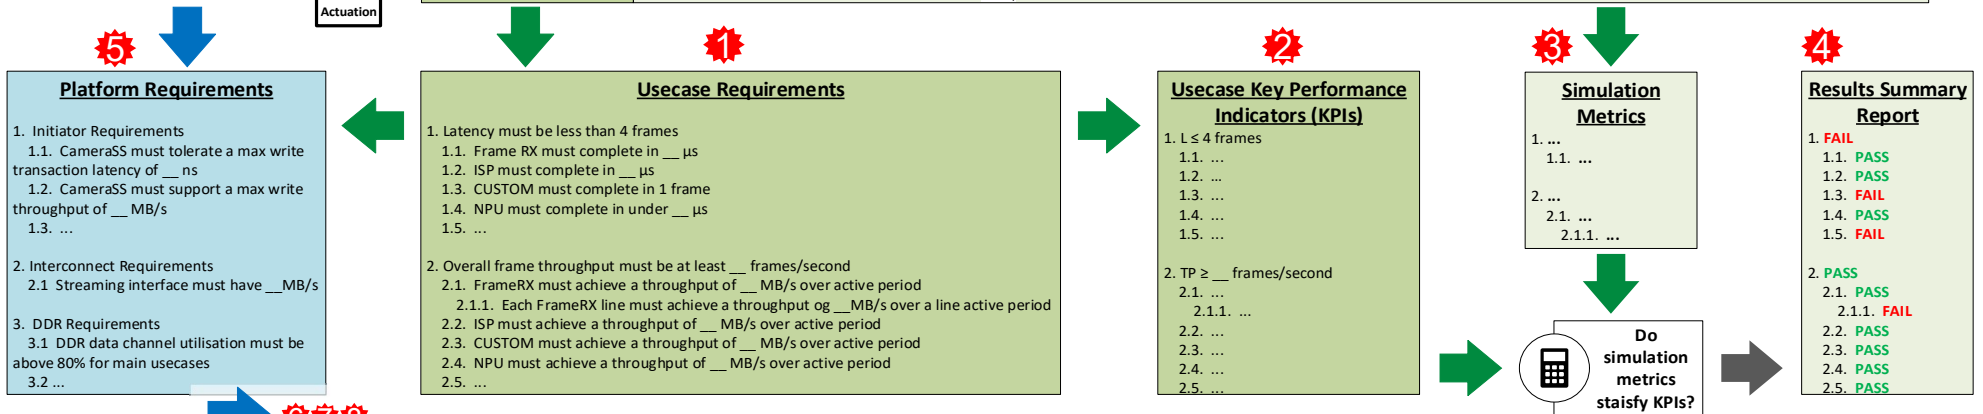 Actuation
5
Platform Requirements
1. Initiator Requirements
1.1. CameraSS must tolerate a max write
transaction latency of __ ns
1.2. CameraSS must support a max write
throughput of __ MB/s
1.3. ...
2. Interconnect Requirements
2.1 Streaming interface must have __MB/s
3. DDR Requirements
3.1 DDR data channel utilisation must be
above 80% for main usecases
3.2 ...
1
Usecase Requirements
1. Latency must be less than 4 frames
1.1. Frame RX must complete in __ µs
1.2. ISP must complete in __ µs
1.3. CUSTOM must complete in 1 frame
1.4. NPU must complete in under __ µs
1.5. ...
2. Overall frame throughput must be at least __ frames/second
2.1. FrameRX must achieve a throughput of __ MB/s over active period
2.1.1. Each FrameRX line must achieve a throughput og __MB/s over a line active period
2.2. ISP must achieve a throughput of __ MB/s over active period
2.3. CUSTOM must achieve a throughput of __ MB/s over active period
2.4. NPU must achieve a throughput of __ MB/s over active period
2.5. ...
2
Usecase Key Performance
Indicators (KPIs)
1. L ≤ 4 frames
1.1. ...
1.2. ...
1.3. ...
1.4. ...
1.5. ...
2. TP ≥ __ frames/second
2.1. ...
2.1.1. ...
2.2. ...
2.3. ...
2.4. ...
2.5. ...
3
Simulation
Metrics
1. ...
1.1. ...
2. ...
2.1. ...
2.1.1. ...
Do
simulation
metrics
staisfy KPIs?
4
Results Summary
Report
1. FAIL
1.1. PASS
1.2. PASS
1.3. FAIL
1.4. PASS
1.5. FAIL
2. PASS
2.1. PASS
2.1.1. FAIL
2.2. PASS
2.3. PASS
2.4. PASS
2.5. PASS